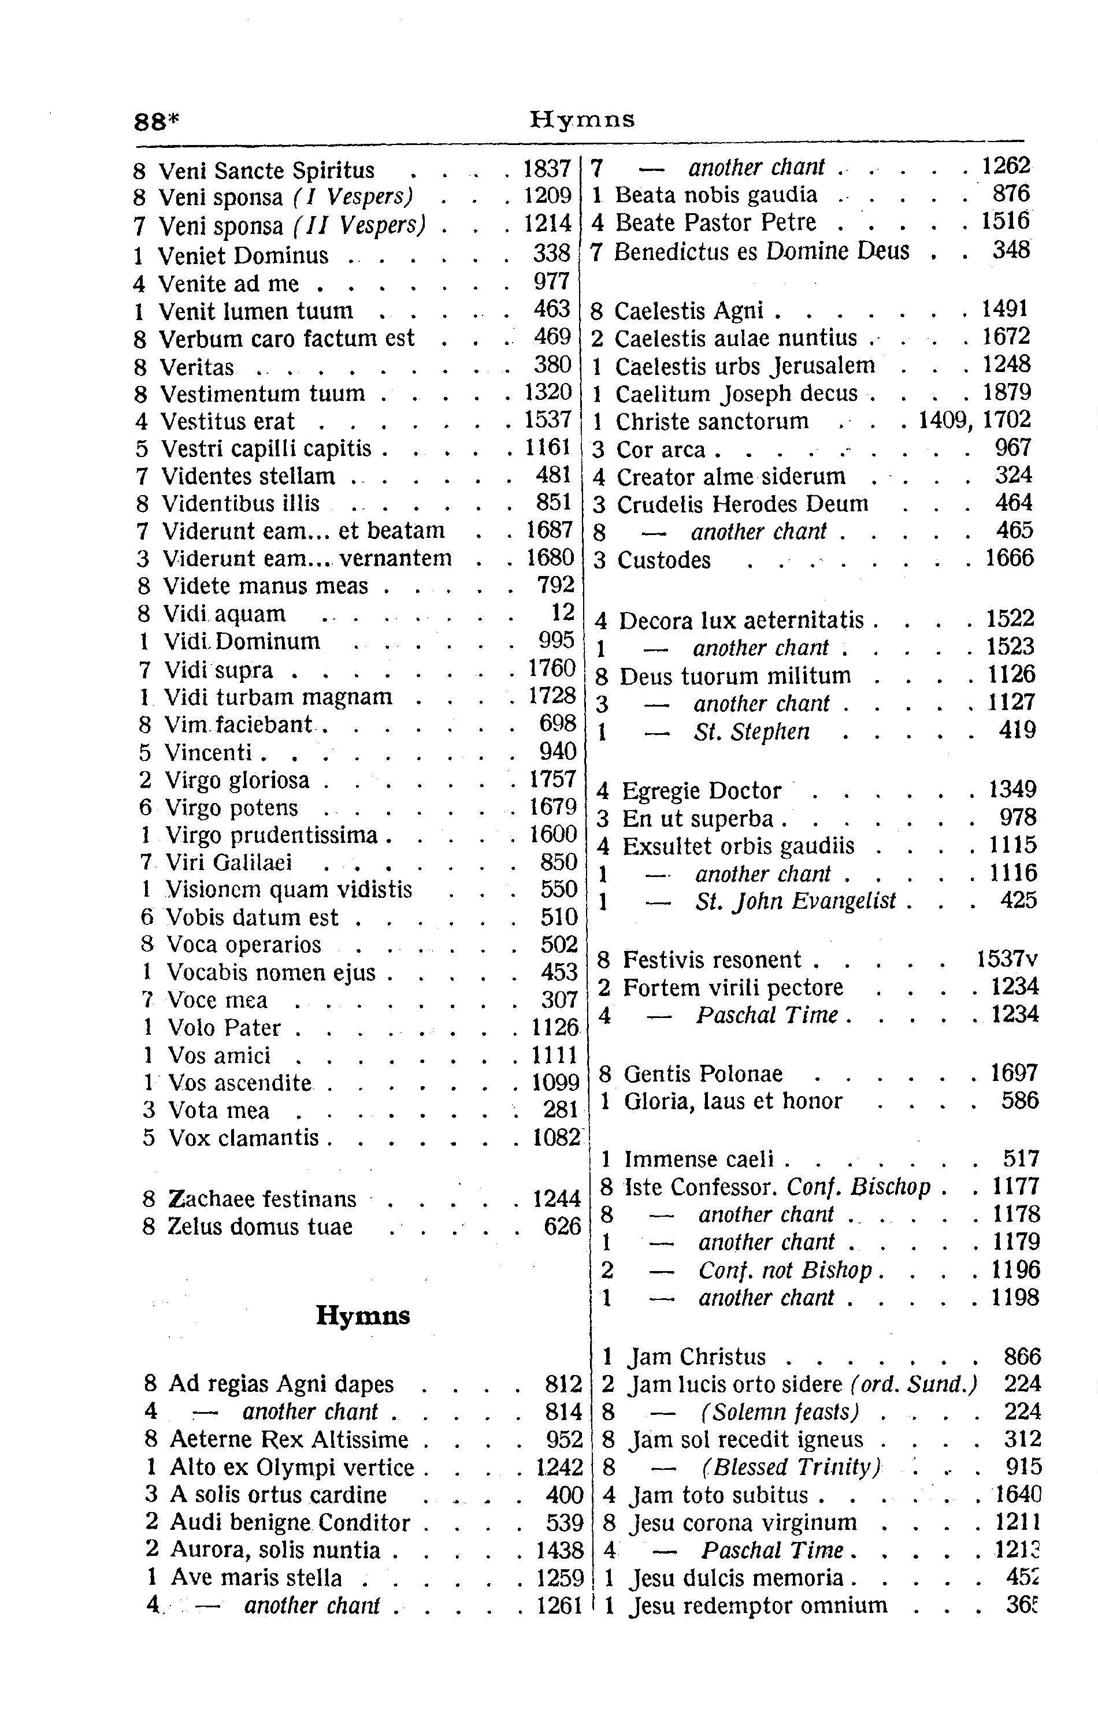 88*
Hymns
8 Veni Sancte Spiritus . . . . 1837
8 Veni sponsa (I Vespers) . . . 1209
7 Veni sponsa (II Vespers) . . . 1214
1 Veniet Dominus . . . . . . 338
4 Venite ad me . . . . . . . 977
1 Venit lumen tuum . . . . . 463
8 Verbum caro factum est . . . 469
8 Veritas . . . . . . . . . 380
8 Vestimentum tuum . . . . . 1320
4 Vestitus erat . . . . . . . 1537
5 Vestri capilli capitis . . . . . 1161
7 Videntes stellam . . . . . . 481
8 Videntibus illis . . . . . . 851
7 Viderunt eam... et beatam . . 1687
3 Viderunt eam... vernantem . . 1680
8 Videte manus meas . . . . . 792
8 Vidi aquam . . . . . . . 12
1 Vidi Dominum . . . . . . 995
7 Vidi supra . . . . . . . . 1760
1 Vidi turbam magnam . . . . 1728
8 Vim faciebant . . . . . . . 698
5 Vincenti . . . . . . . . . 940
2 Virgo gloriosa . . . . . . . 1757
6 Virgo potens . . . . . . . 1679
1 Virgo prudentissima . . . . . 1600
7 Viri Galilaei . . . . . . . 850
1 Visionem quam vidistis . . . 550
6 Vobis datum est . . . . . . 510
8 Voca operarios . . . . . . 502
1 Vocabis nomen ejus . . . . . 453
7 Voce mea . . . . . . . . 307
1 Volo Pater . . . . . . . . 1126
1 Vos amici . . . . . . . . 1111
1 Vos ascendite . . . . . . . 1099
3 Vota mea . . . . . . . . 281
5 Vox clamantis . . . . . . . 1082
8 Zachaee festinans . . . . . 1244
8 Zelus domus tuae . . . . . 626
Hymns
8 Ad regias Agni dapes . . . . 812
4 — another chant . . . . . 814
8 Aeterne Rex Altissime . . . . 952
1 Alto ex Olympi vertice . . . . 1242
3 A solis ortus cardine . . . . 400
2 Audi benigne Conditor . . . . 539
2 Aurora, solis nuntia . . . . . 1438
1 Ave maris stella . . . . . . 1259
4 — another chant . . . . . 1261
7 — another chant . . . . . 1262
1 Beata nobis gaudia . . . . . 876
4 Beate Pastor Petre . . . . . 1516
7 Benedictus es Domine Deus . . 348
8 Caelestis Agni . . . . . . . 1491
2 Caelestis aulae nuntius . . . . 1672
1 Caelestis urbs Jerusalem . . . 1248
1 Caelitum Joseph decus . . . . 1879
1 Christe sanctorum . . . 1409, 1702
3 Cor arca . . . . . . . . . 967
4 Creator alme siderum . . . . 324
3 Crudelis Herodes Deum . . . 464
8 — another chant . . . . . 465
3 Custodes . . . . . . . . 1666
4 Decora lux aeternitatis . . . . 1522
1 — another chant . . . . . 1523
8 Deus tuorum militum . . . . 1126
3 — another chant . . . . . 1127
1 — St. Stephen . . . . . 419
4 Egregie Doctor . . . . . . 1349
3 En ut superba . . . . . . . 978
4 Exsultet orbis gaudiis . . . . 1115
1 — another chant . . . . . 1116
1 — St. John Evangelist . . . 425
8 Festivis resonent . . . . . 1537v
2 Fortem virili pectore . . . . 1234
4 — Paschal Time . . . . . 1234
8 Gentis Polonae . . . . . . 1697
1 Gloria, laus et honor . . . . 586
1 Immense caeli . . . . . . . 517
8 Iste Confessor. Conf. Bischop . . 1177
8 — another chant . . . . . 1178
1 — another chant . . . . . 1179
2 — Conf. not Bishop . . . . 1196
1 — another chant . . . . . 1198
1 Jam Christus . . . . . . . 866
2 Jam lucis orto sidere (ord. Sund.) 224
8 — (Solemn feasts) . . . . 224
8 Jam sol recedit igneus . . . . 312
8 — (Blessed Trinity) . . . 915
4 Jam toto subitus . . . . . . 1640
8 Jesu corona virginum . . . . 1211
4 — Paschal Time . . . . . 1213
1 Jesu dulcis memoria . . . . . 452
1 Jesu redemptor omnium . . . 365